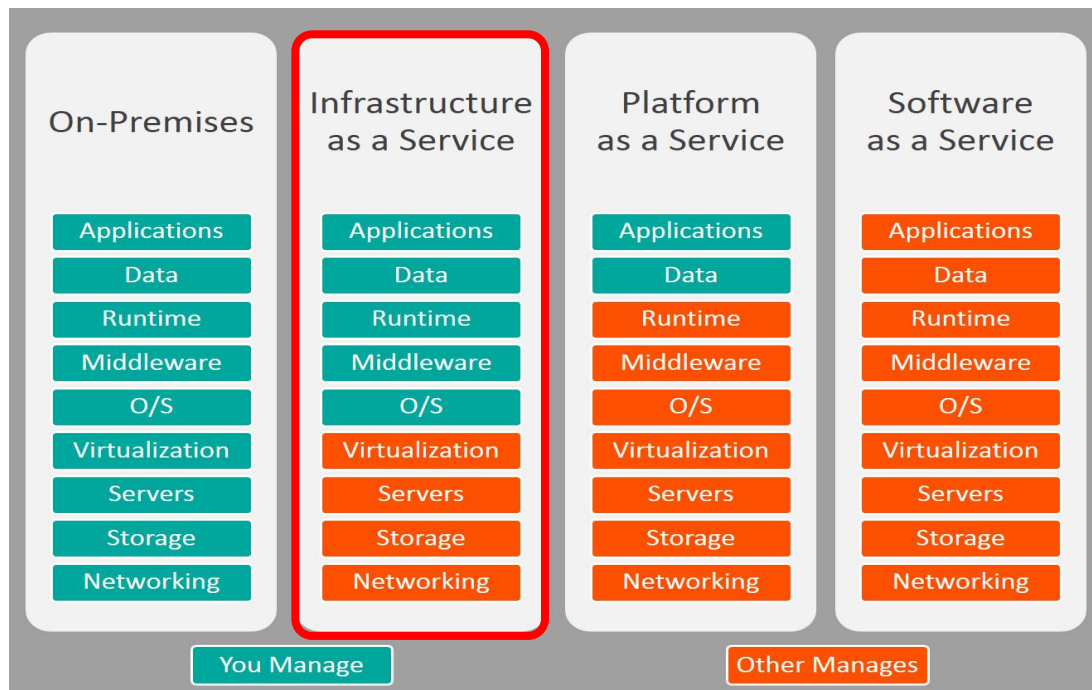 On-Premises
Applications
Data
Runtime
Middleware
O/S
Virtualization
Servers
Storage
Networking
Infrastructure
as a Service
Applications
Data
Runtime
Middleware
O/S
Virtualization
Servers
Storage
Networking
Platform
as a Service
Applications
Data
Runtime
Middleware
O/S
Virtualization
Servers
Storage
Networking
Software
as a Service
Applications
Data
Runtime
Middleware
O/S
Virtualization
Servers
Storage
Networking
You Manage
Other Manages